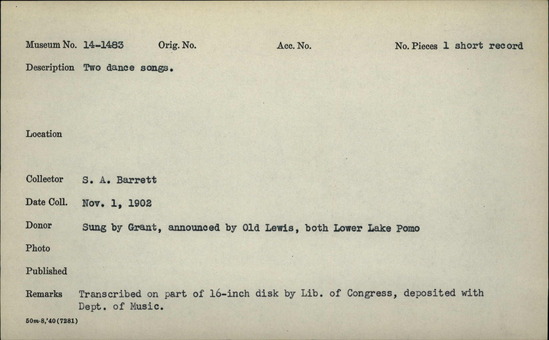 Museum No. 14-1483 Orig. No. Acc. No. No. Pieces 1 short record
Description Two dance songs.
Location
Collector S. A. Barrett
Date Coll. Nov. 1, 1902
Donor Sung by Grant, announced by Old Lewis, both Lower Lake Pomo
Photo
Published
Remarks Transcribed on part of 16-inch disk by Lib. of Congress, deposited with
Dept. of Music.
50m-8,'40(7281)